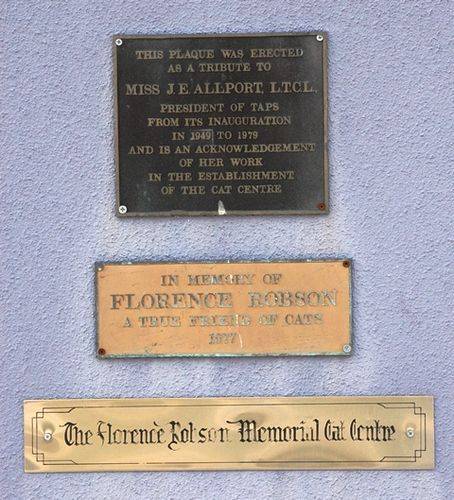 THIS PLAQUE WAS ERECTED
AS A TRIBUTE TO
MISS J.E. ALLPORT, L.T.C.L.,
PRESIDENT OF TAPS
FROM ITS INAUGURATION
IN 1949 TO 1979
AND IS AN ACKNOWLEDGEMENT
OF HER WORK
IN THE ESTABLISHMENT
OF THE CAT CENTRE
IN MEMORY OF
FLORENCE ROBSON
A TRUE FRIEND OF CATS
1977
The Florence Robson Memorial Cat Centre